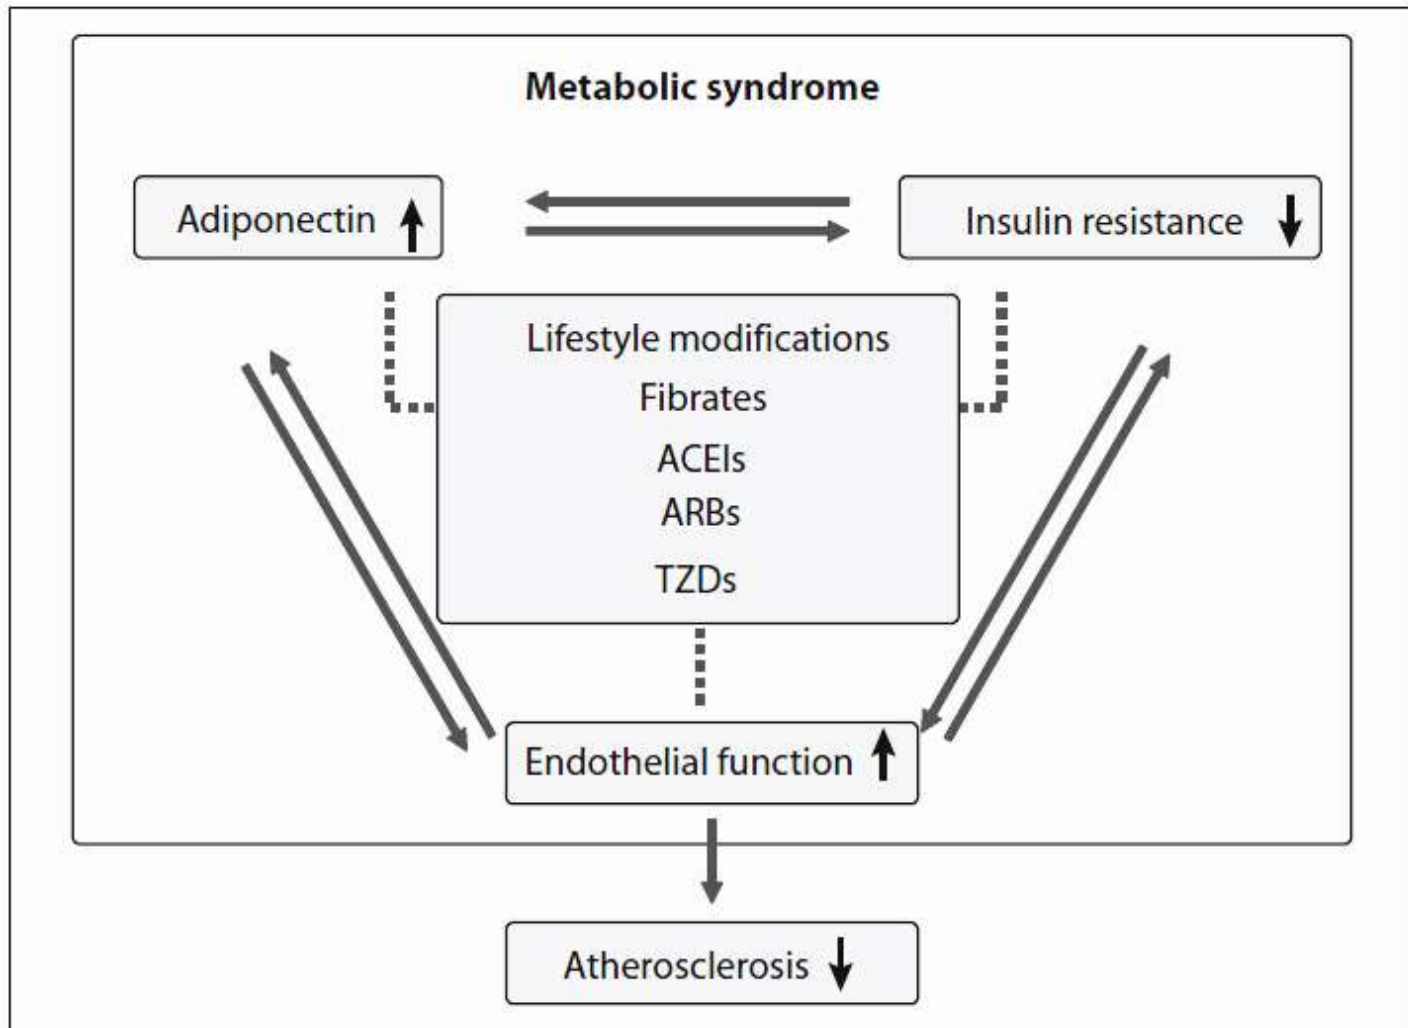 Metabolic syndrome
Adiponectin
Insulin resistance
Lifestyle modifications
Fibrates
ACEIs
ARBs
TZDs
Endothelial function
Atherosclerosis